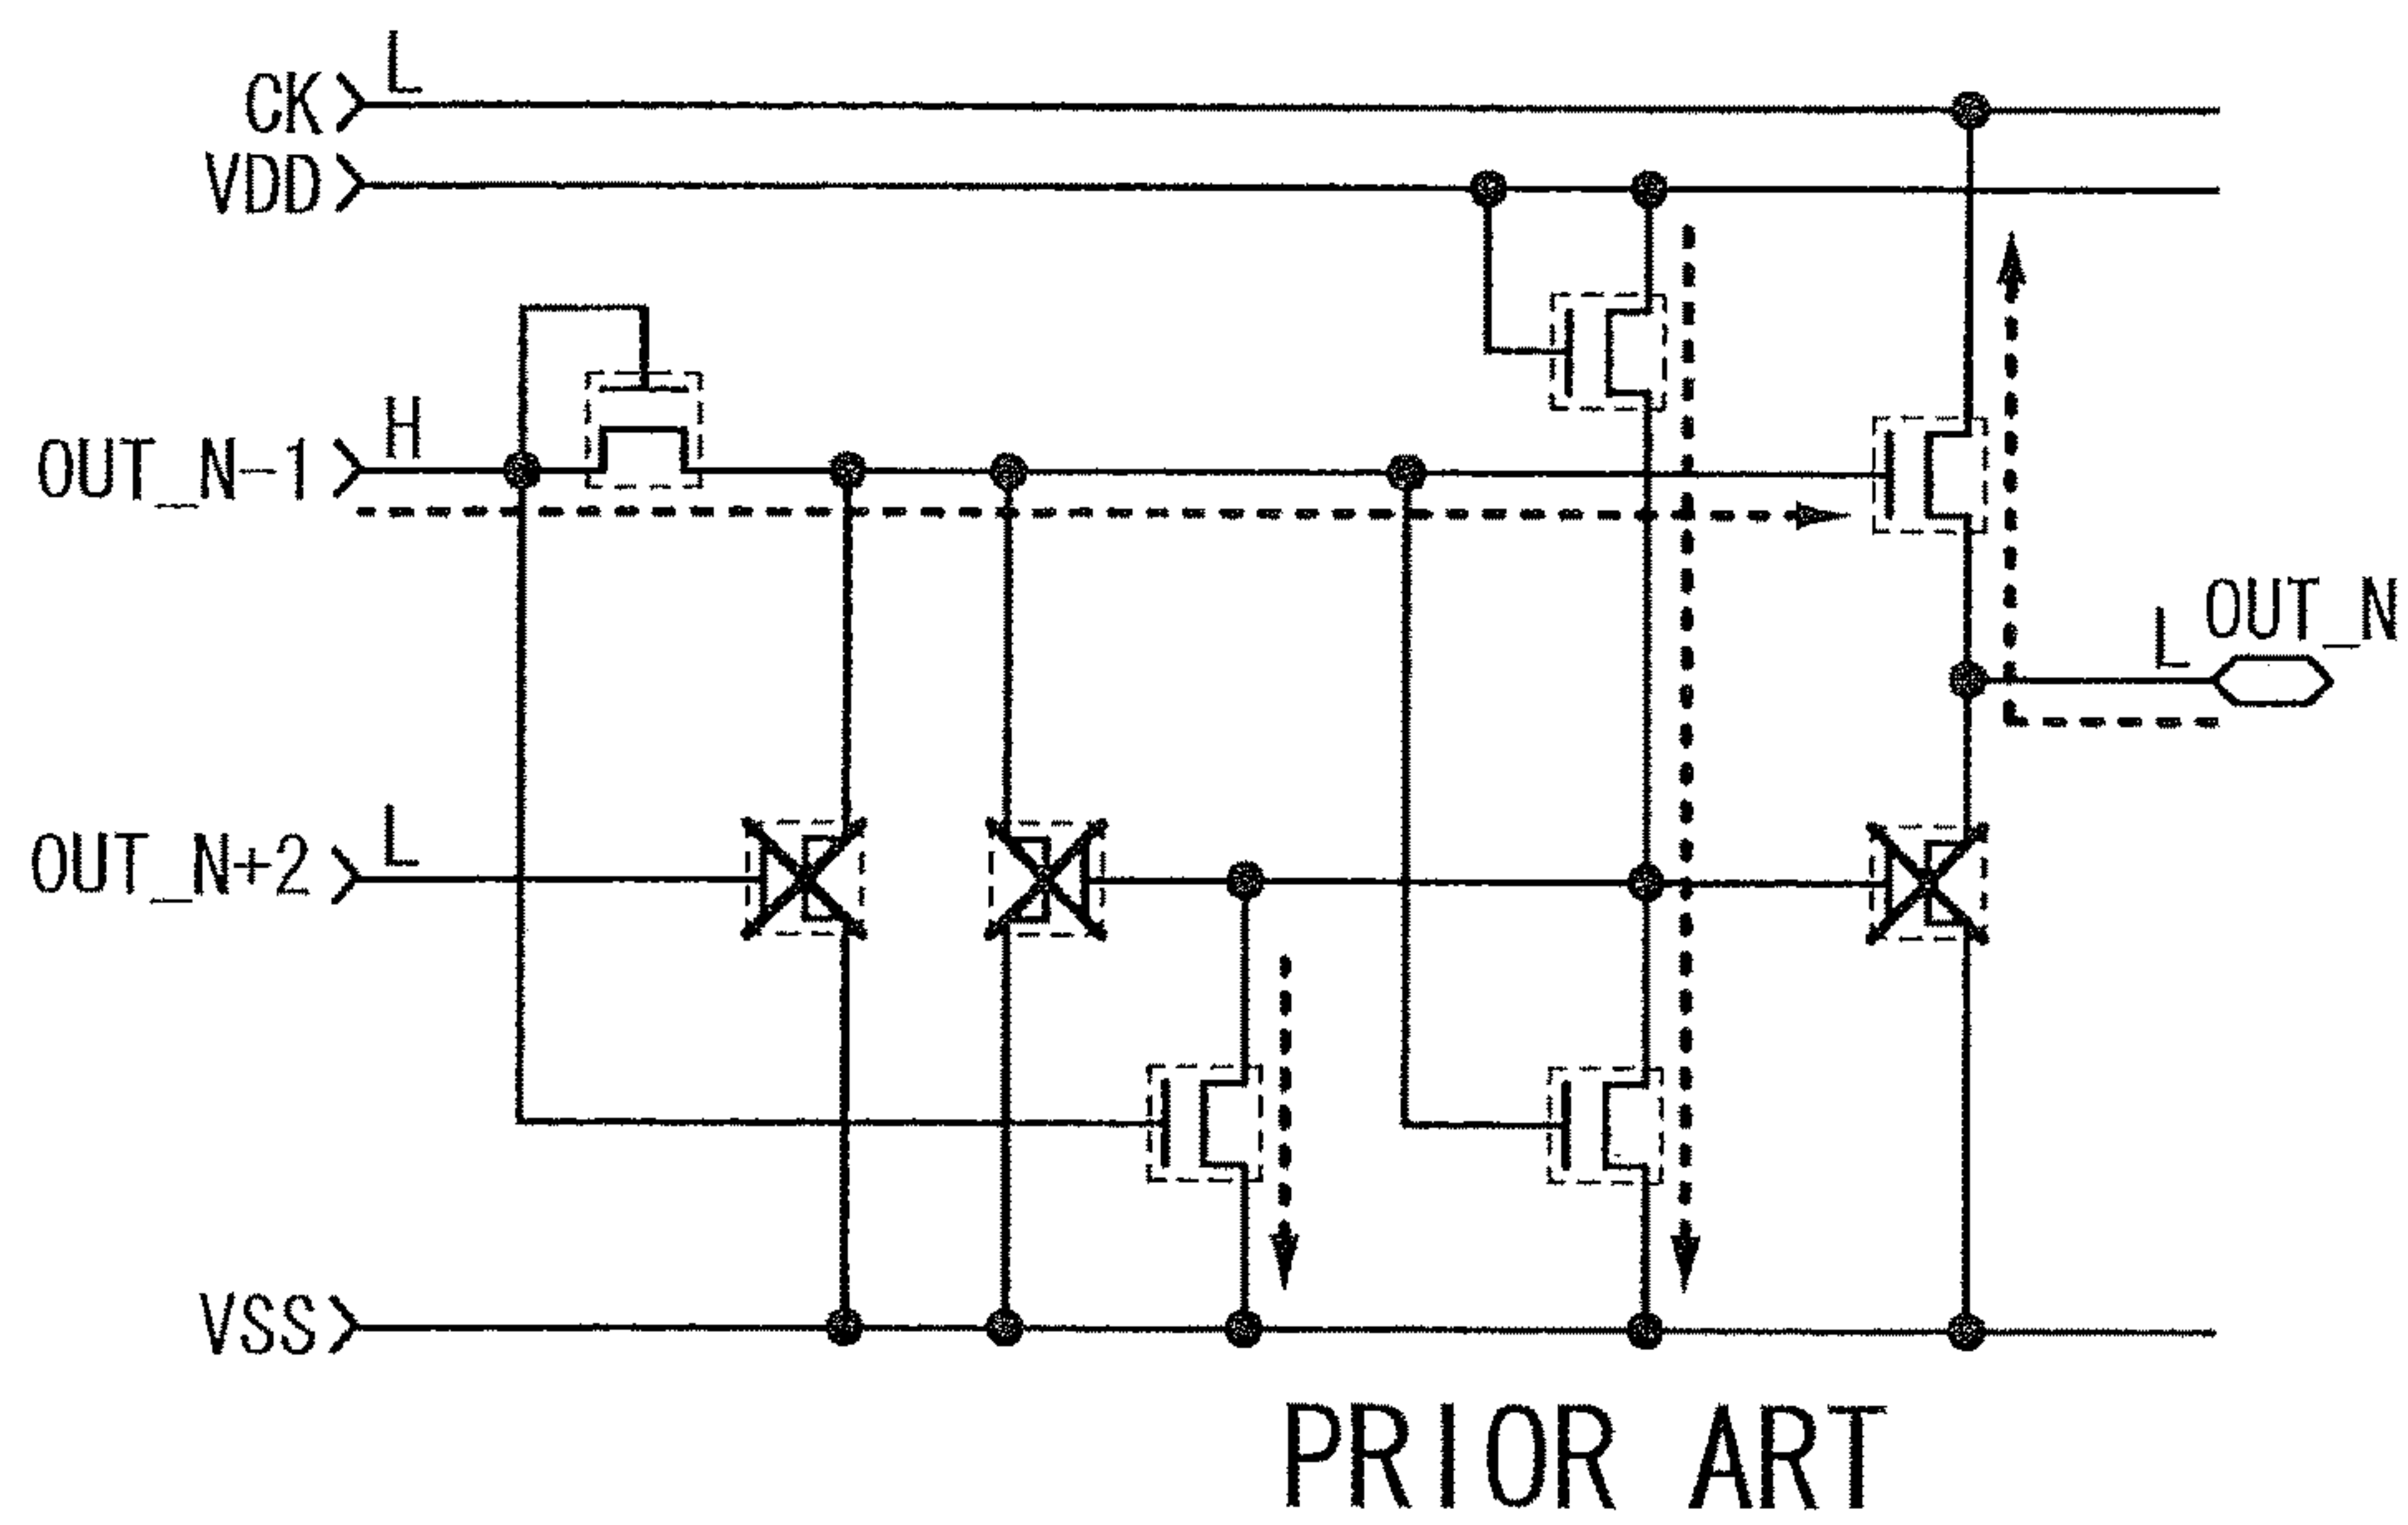 CK L
VDD
OUT_N-1 H
OUT_N
L
OUT_N+2 L
VSS
PRIOR ART